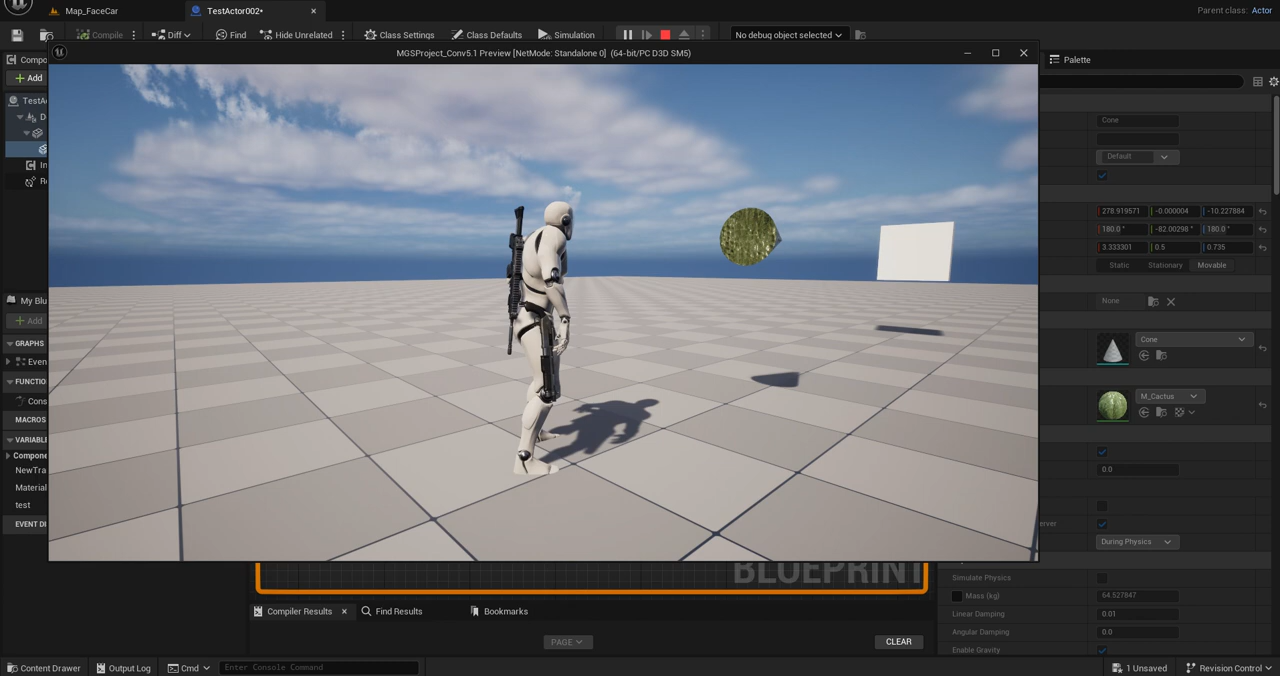 Map_FaceCar
TestActor002•
Parent class: Actor
Compile
Diff
Find
Hide Unrelated
Class Settings
Class Defaults
Simulation
No debug object selected
MGSProject_Conv5.1 Preview [NetMode: Standalone 0] (64-bit/PC D3D SM5)
Compo
Palette
+ Add
TestA
D
In
R
Cone
Default
278.919571
-0.000004
-10.227884
180.0 °
-82.00298 °
180.0 °
3.333301
0.5
0.735
Static
Stationary
Movable
My Blu
None
+ Add
GRAPHS
Even
Cone
FUNCTIO
Cons
M_Cactus
MACROS
VARIABL
Compone
NewTra
0.0
Material
test
EVENT DI
erver
During Physics
BLUEPRINT
Simulate Physics
Mass (kg)
64.527847
Compiler Results
Find Results
Bookmarks
Linear Damping
0.01
Angular Damping
0.0
PAGE
CLEAR
Enable Gravity
Content Drawer
Output Log
Cmd
Enter Console Command
1 Unsaved
Revision Control